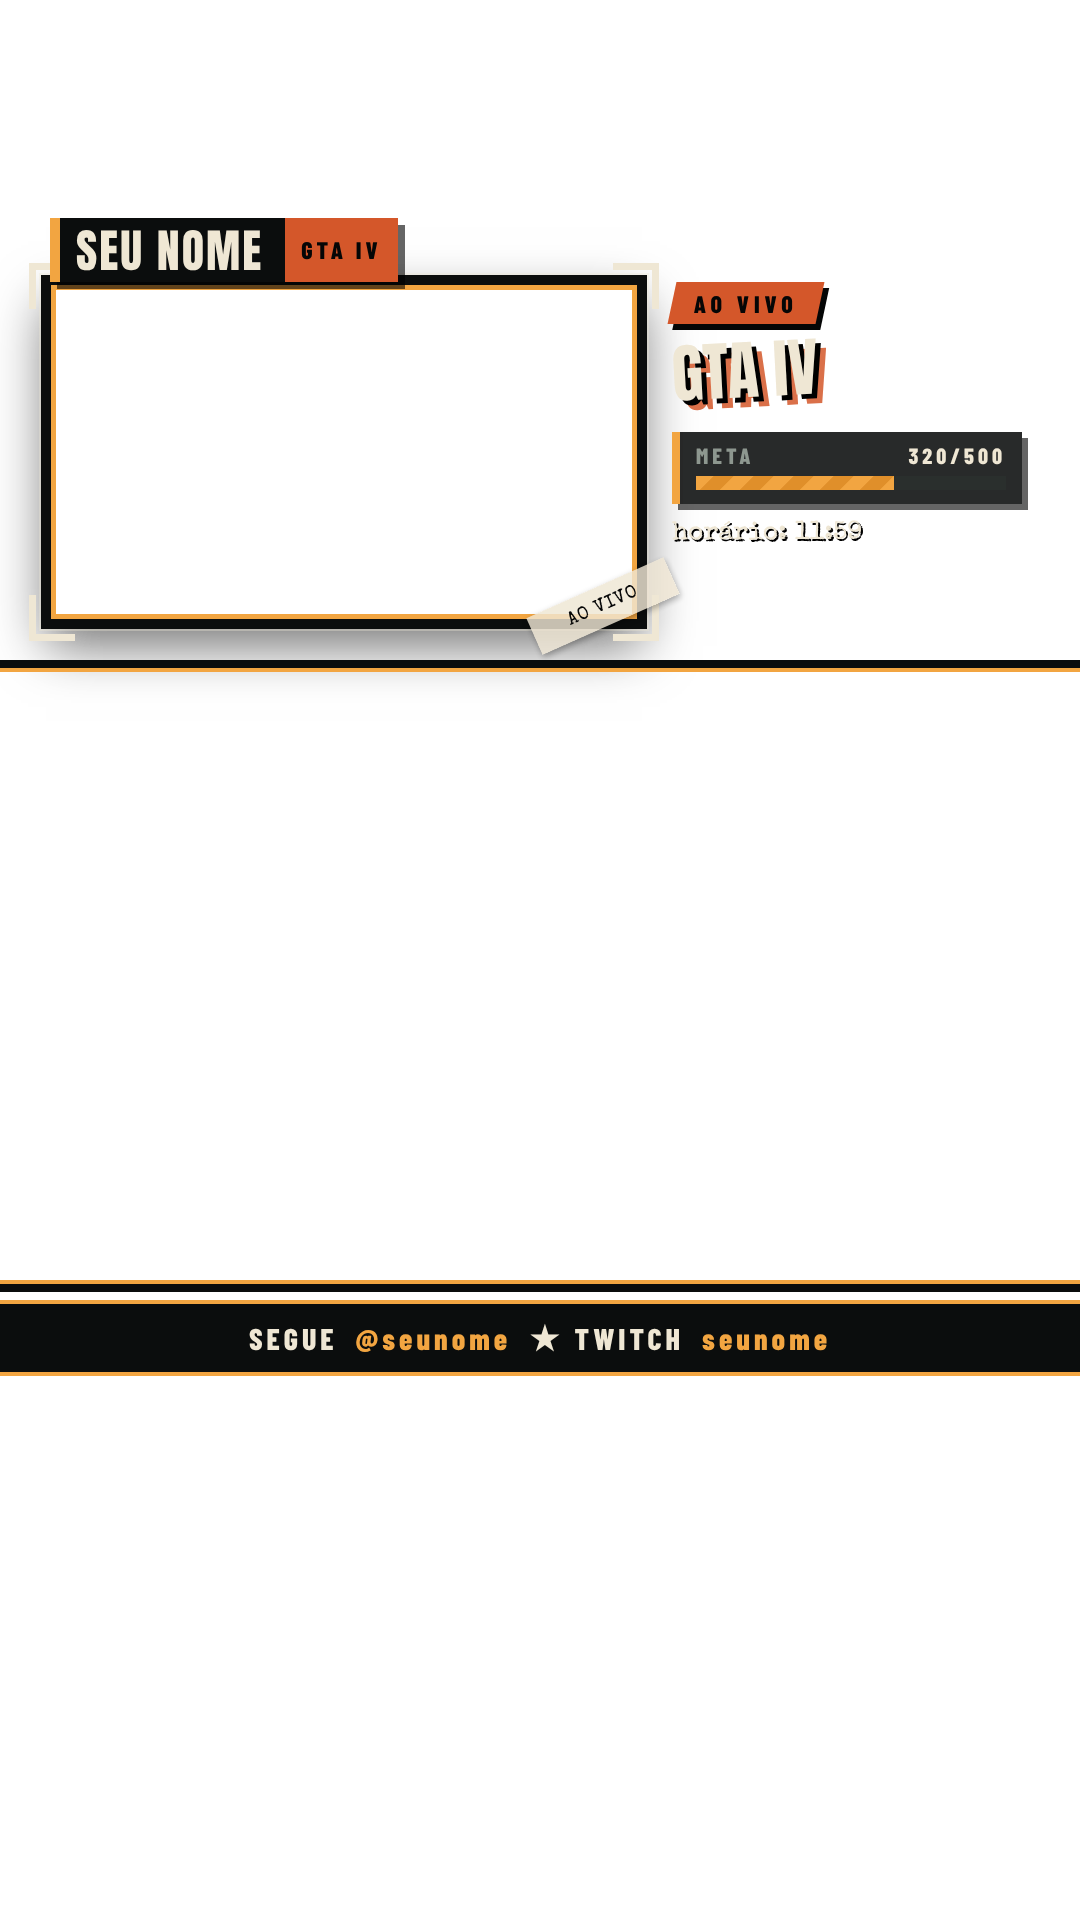 SEU NOME GTA IV
AO VIVO
GTA IV
META 320/500
horário: 11:59
AO VIVO
SEGUE @seunome ★ TWITCH seunome